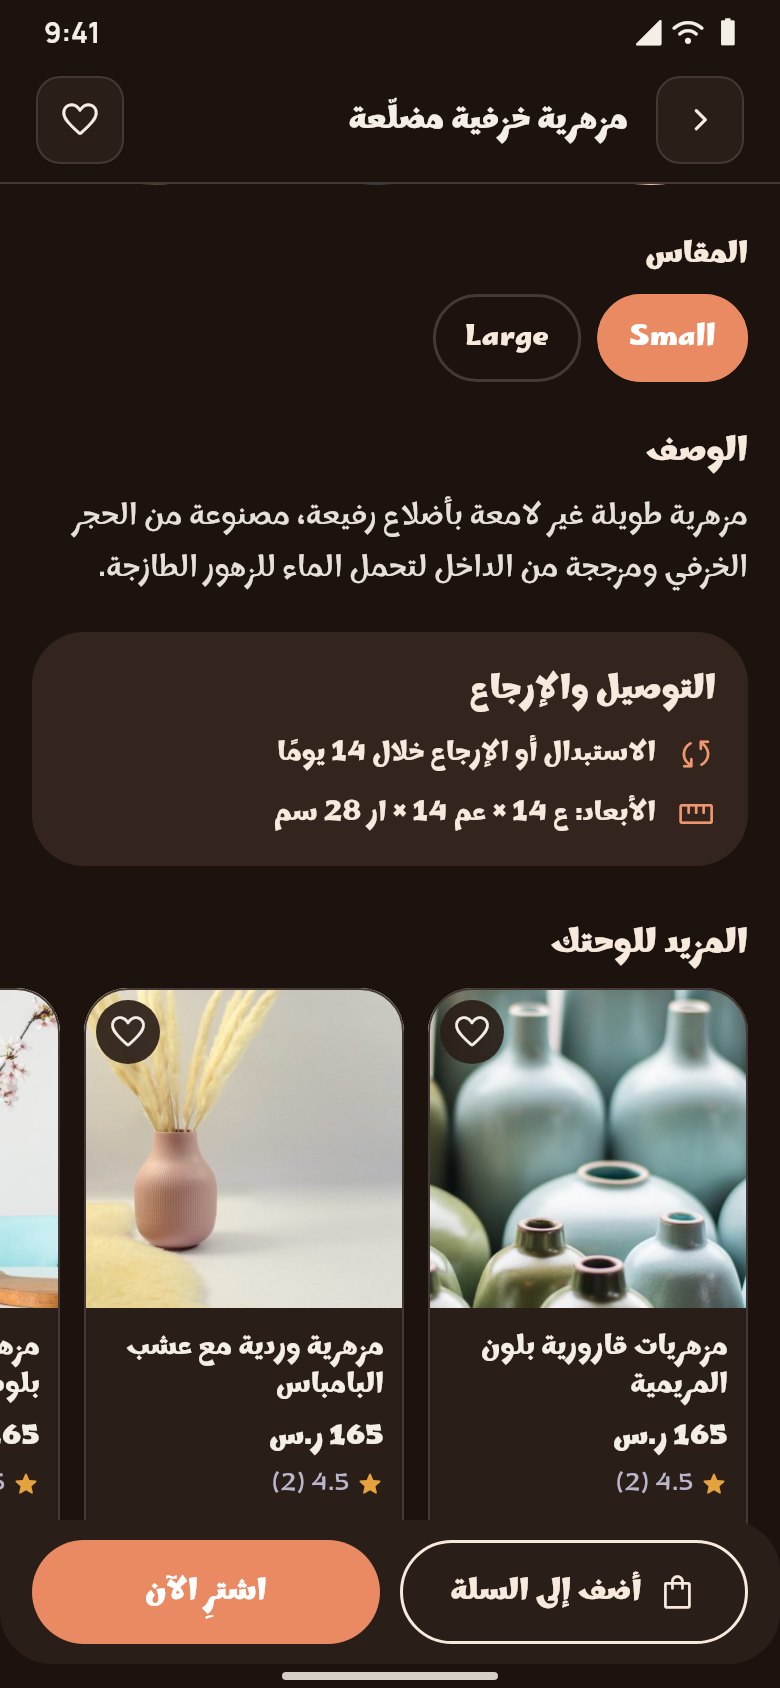 9:41
مزهرية خزفية مضلّعة
المقاس
Small
Large
الوصف
مزهرية طويلة غير لامعة بأضلاع رفيعة، مصنوعة من الحجر
الخزفي ومزججة من الداخل لتحمل الماء للزهور الطازجة.
التوصيل والإرجاع
الاستبدال أو الإرجاع خلال 14 يومًا
الأبعاد: ع 14 × عم 14 × ار 28 سم
المزيد للوحتك
مزهريات قارورية بلون
المريمية
165 ر.س
4.5 (2)
مزهرية وردية مع عشب
البامباس
165 ر.س
4.5 (2)
أضف إلى السلة
اشترِ الآن